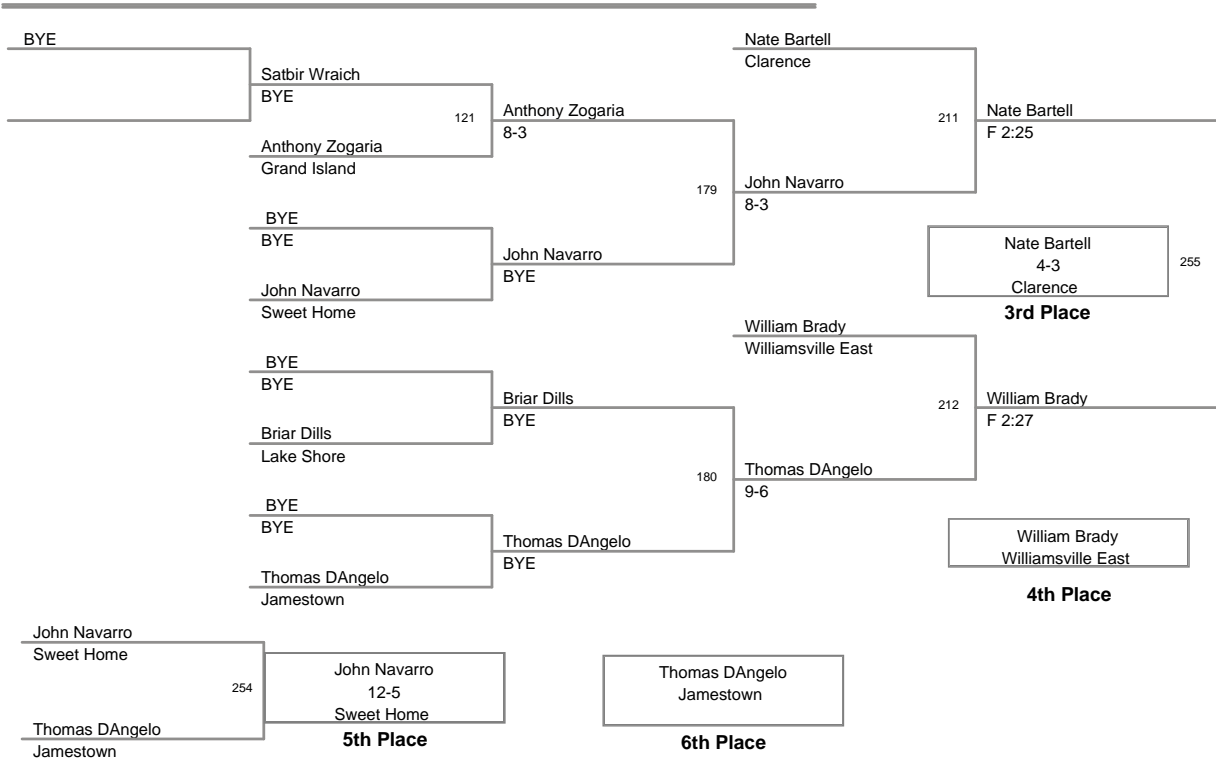 BYE
Satbir Wraich
BYE
121
Anthony Zogaria
Grand Island
Anthony Zogaria
8-3
BYE
BYE
John Navarro
Sweet Home
John Navarro
BYE
179
John Navarro
8-3
Nate Bartell
Clarence
211
Nate Bartell
F 2:25
Nate Bartell
4-3
Clarence
255
3rd Place
BYE
BYE
Briar Dills
Lake Shore
Briar Dills
BYE
BYE
BYE
Thomas DAngelo
Jamestown
Thomas DAngelo
BYE
180
Thomas DAngelo
9-6
William Brady
Williamsville East
212
William Brady
F 2:27
William Brady
Williamsville East
4th Place
John Navarro
Sweet Home
254
Thomas DAngelo
Jamestown
John Navarro
12-5
Sweet Home
5th Place
Thomas DAngelo
Jamestown
6th Place